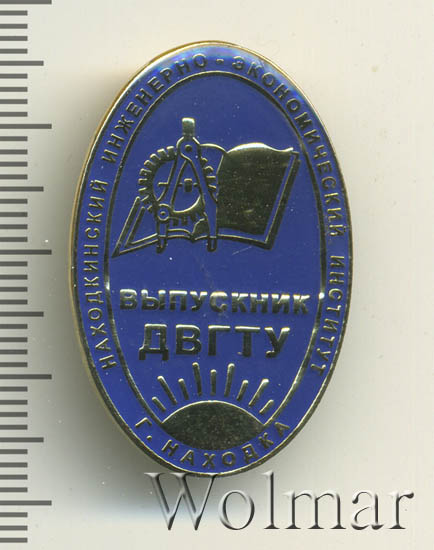 НАХОДКИНСКИЙ ИНЖЕНЕРНО-ЭКОНОМИЧЕСКИЙ ИНСТИТУТ
ВЫПУСКНИК
ДВГТУ
Г. НАХОДКА
Wolmar